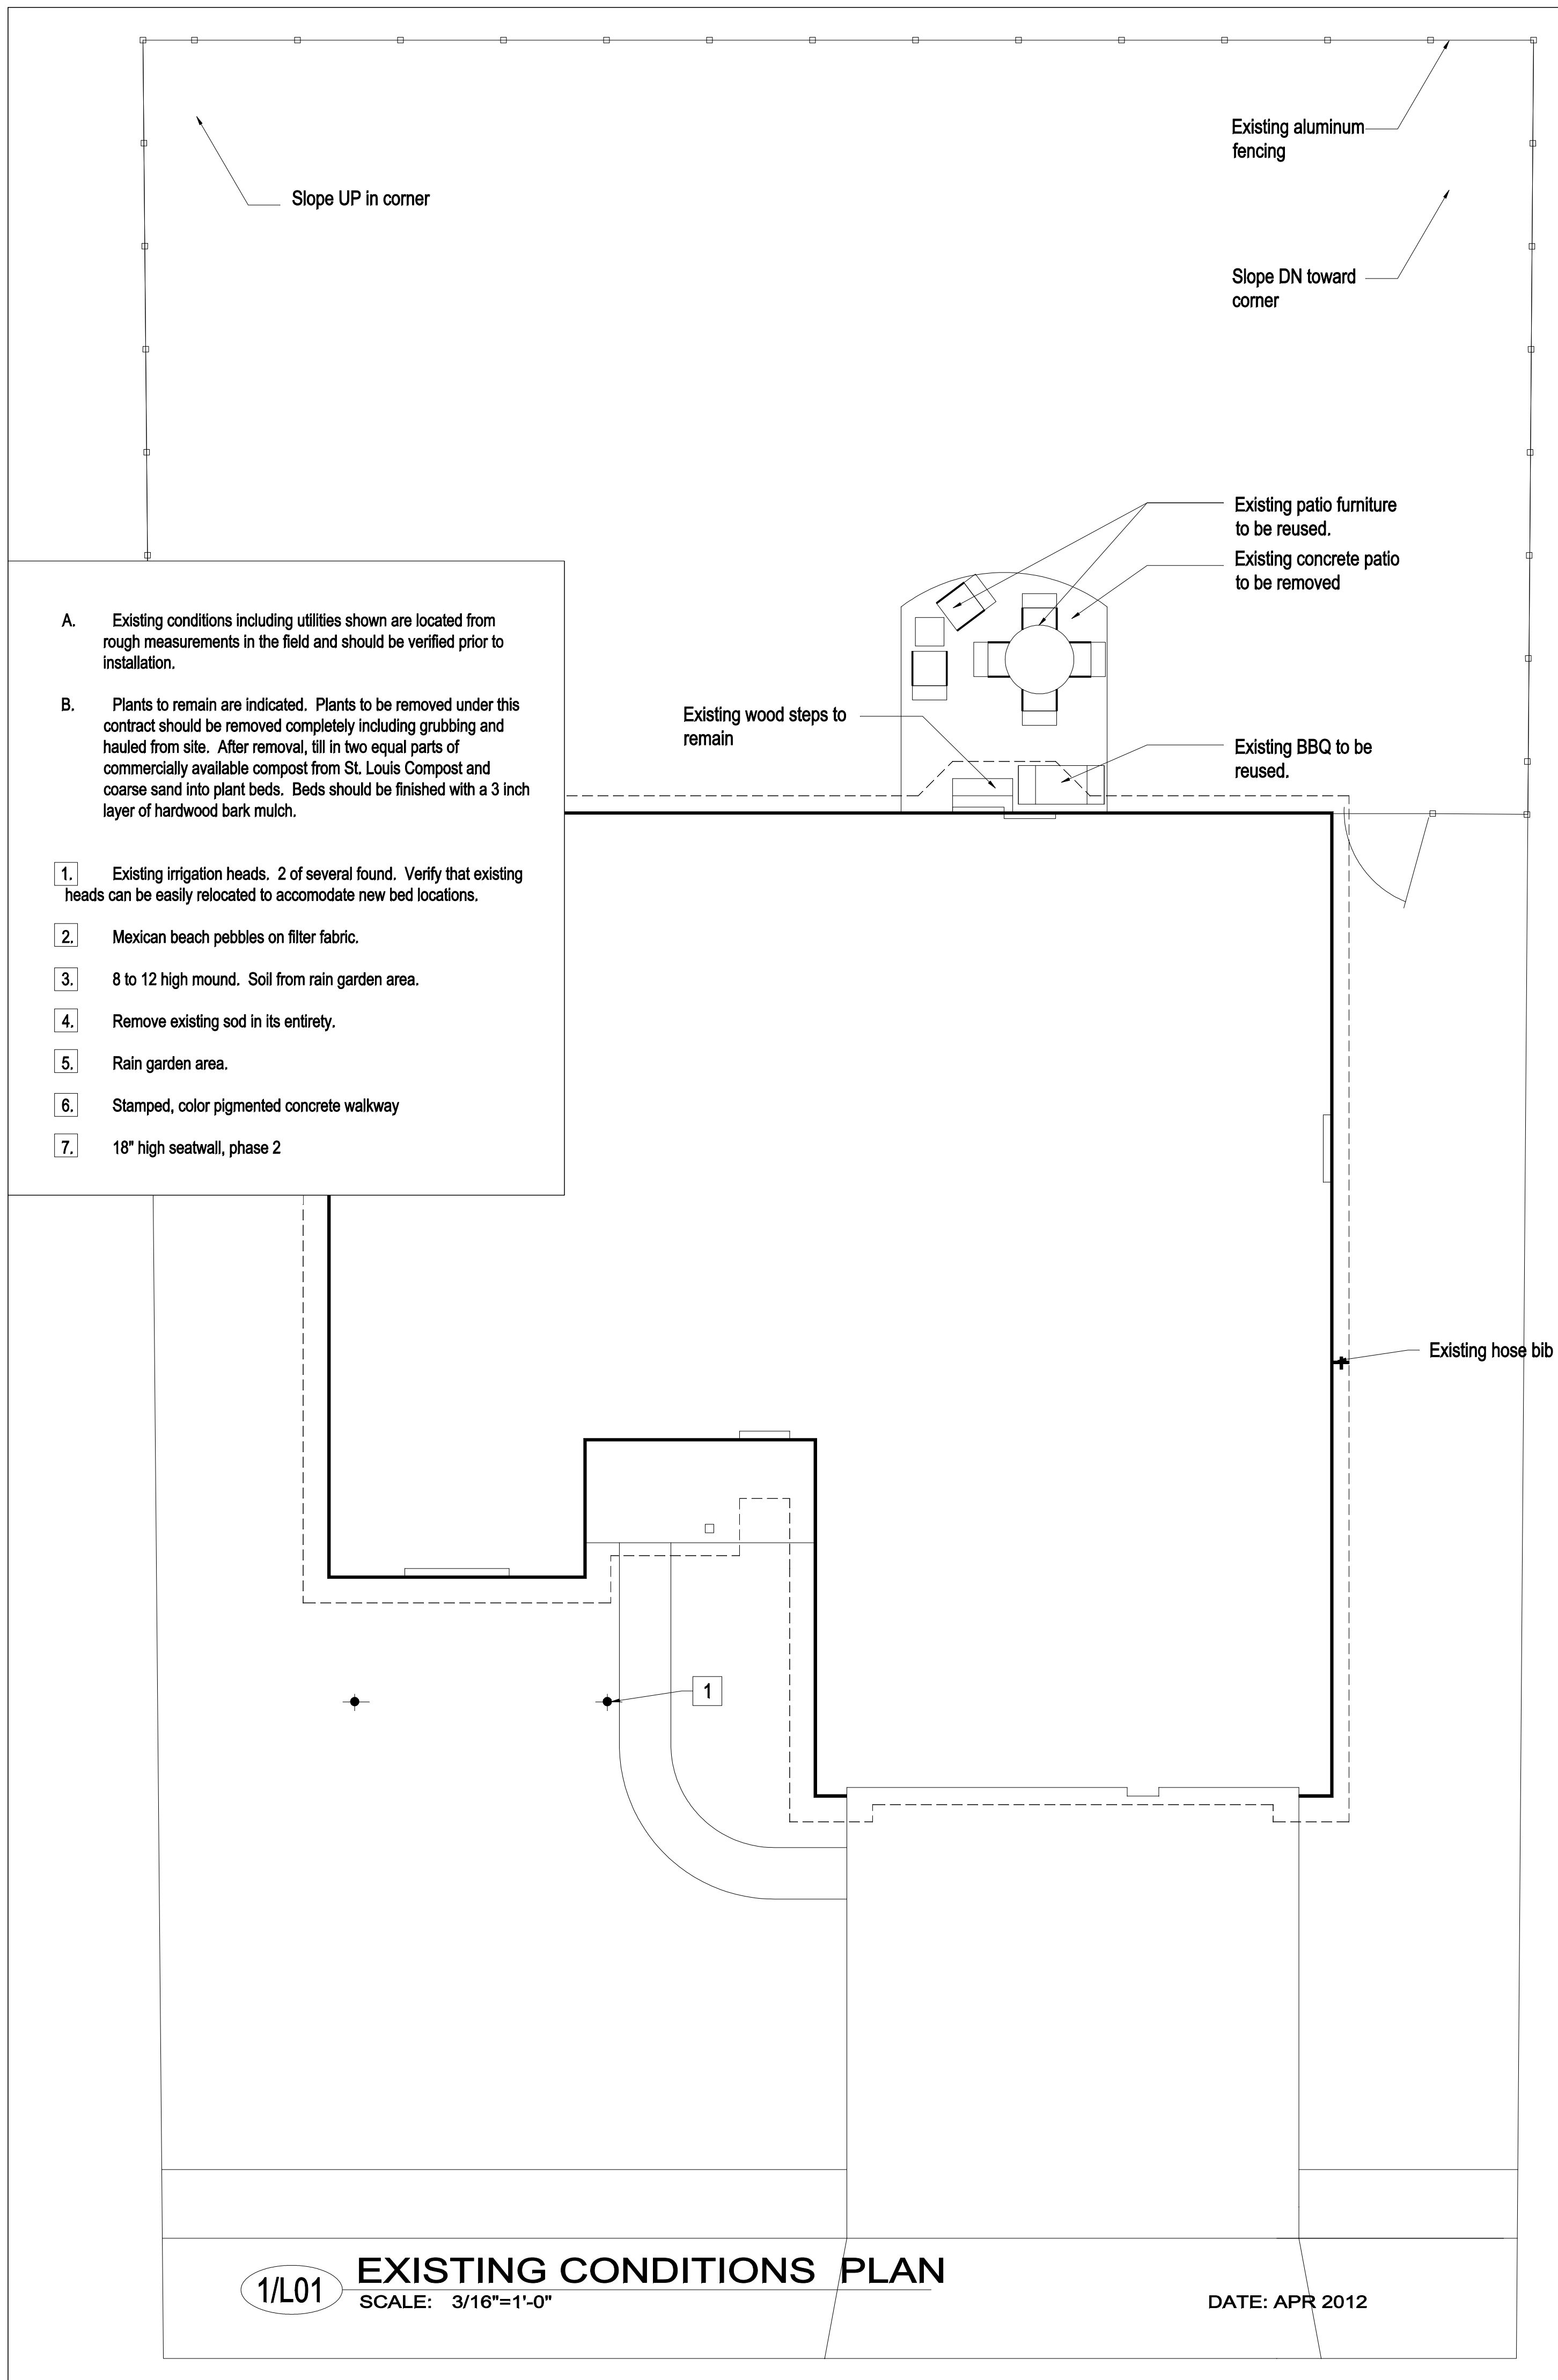 Existing aluminum
fencing
Slope UP in corner
Slope DN toward
corner
Existing patio furniture
to be reused.
Existing concrete patio
to be removed
A. Existing conditions including utilities shown are located from
rough measurements in the field and should be verified prior to
installation.
B. Plants to remain are indicated. Plants to be removed under this
contract should be removed completely including grubbing and
hauled from site. After removal, till in two equal parts of
commercially available compost from St. Louis Compost and
coarse sand into plant beds. Beds should be finished with a 3 inch
layer of hardwood bark mulch.
1. Existing irrigation heads. 2 of several found. Verify that existing
heads can be easily relocated to accomodate new bed locations.
2. Mexican beach pebbles on filter fabric.
3. 8 to 12 high mound. Soil from rain garden area.
4. Remove existing sod in its entirety.
5. Rain garden area.
6. Stamped, color pigmented concrete walkway
7. 18" high seatwall, phase 2
Existing wood steps to
remain
Existing BBQ to be
reused.
Existing hose bib
1
1/L01
EXISTING CONDITIONS PLAN
SCALE: 3/16"=1'-0"
DATE: APR 2012